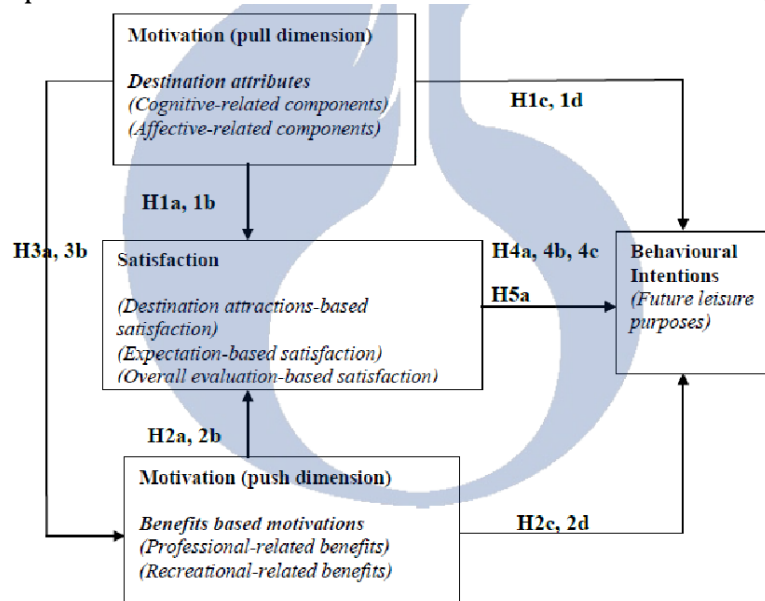 Motivation (pull dimension)
Destination attributes
(Cognitive-related components)
(Affective-related components)
H1c, 1d
H1a, 1b
H3a, 3b
Satisfaction
(Destination attractions-based
satisfaction)
(Expectation-based satisfaction)
(Overall evaluation-based satisfaction)
H4a, 4b, 4c
H5a
Behavioural
Intentions
(Future leisure
purposes)
H2a, 2b
Motivation (push dimension)
Benefits based motivations
(Professional-related benefits)
(Recreational-related benefits)
H2c, 2d